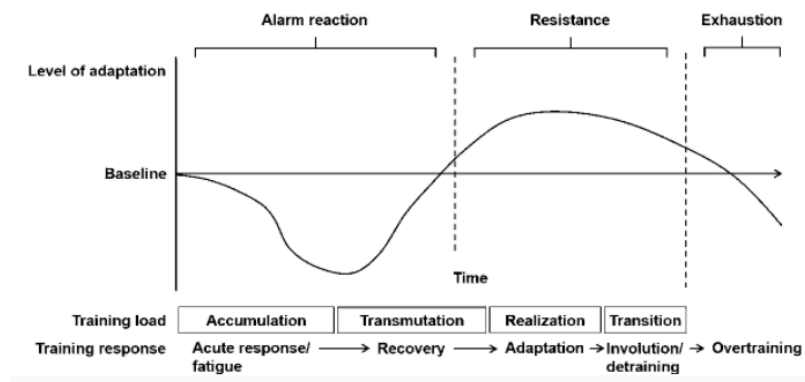 Alarm reaction Resistance Exhaustion
Level of adaptation
Baseline
Time
Training load Accumulation Transmutation Realization Transition
Training response Acute response/ fatigue Recovery Adaptation Involution/ detraining Overtraining